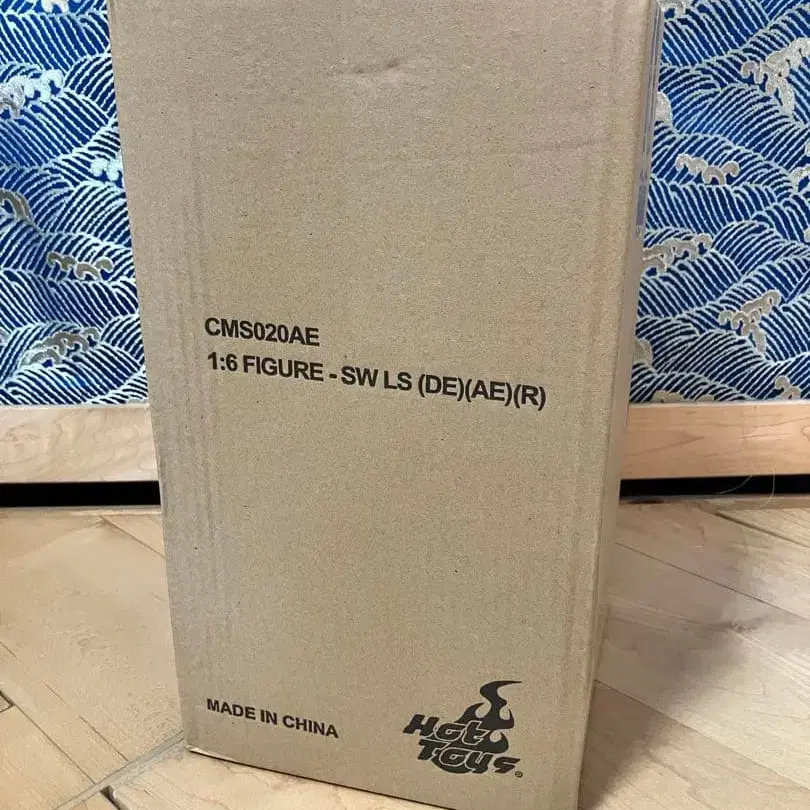 CMS020AE
1:6 FIGURE - SW LS (DE)(AE)(R)
MADE IN CHINA
Hot
Toys®